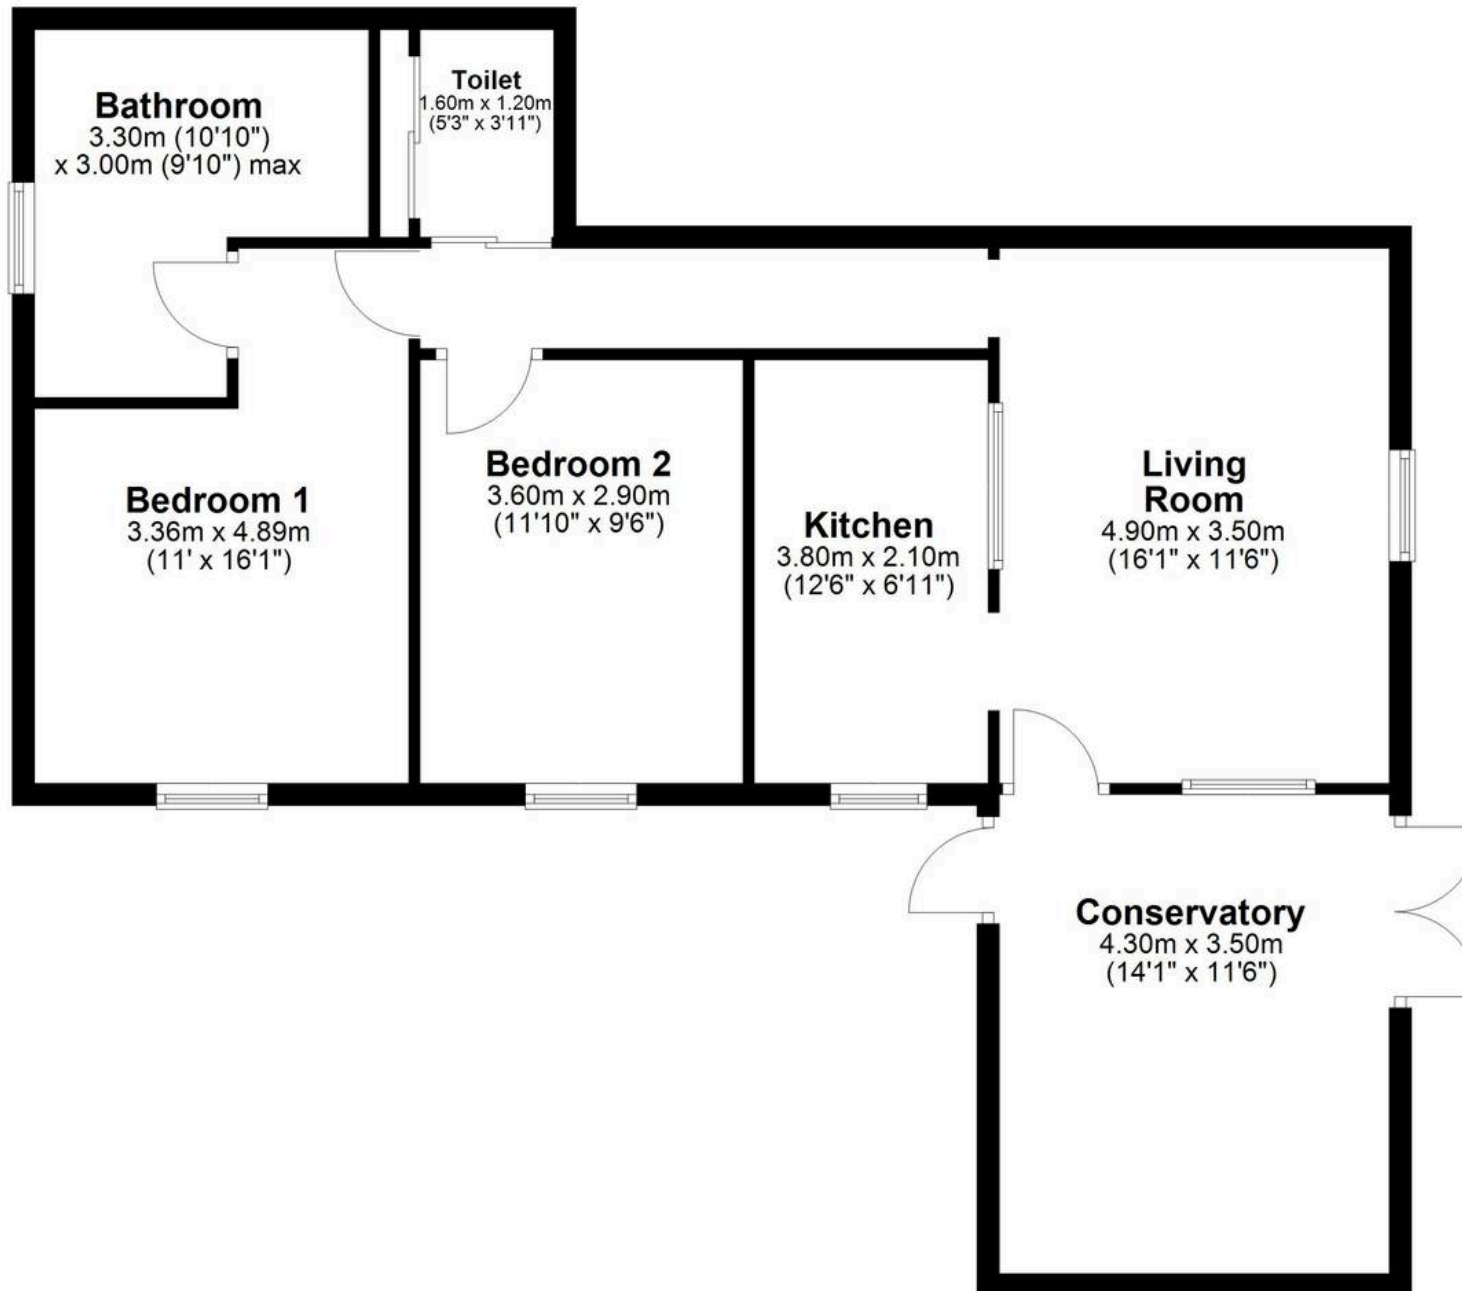 Bathroom
3.30m (10'10")
x 3.00m (9'10") max
Toilet
1.60m x 1.20m
(5'3" x 3'11")
Bedroom 1
3.36m x 4.89m
(11' x 16'1")
Bedroom 2
3.60m x 2.90m
(11'10" x 9'6")
Kitchen
3.80m x 2.10m
(12'6" x 6'11")
Living
Room
4.90m x 3.50m
(16'1" x 11'6")
Conservatory
4.30m x 3.50m
(14'1" x 11'6")